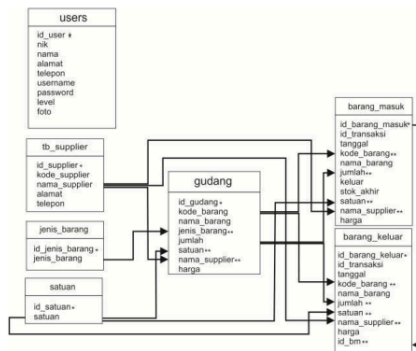 users
id_user *
nik
nama
alamat
telepon
username
password
level
foto
tb_supplier
id_supplier *
kode_supplier
nama_supplier
alamat
telepon
jenis_barang
id_jenis_barang *
jenis_barang
satuan
id_satuan *
satuan
gudang
id_gudang *
kode_barang
nama_barang
jenis_barang **
jumlah
satuan **
nama_supplier **
harga
barang_masuk
id_barang_masuk*
id_transaksi
tanggal
kode_barang **
nama_barang
jumlah **
keluar
stok_akhir
satuan **
nama_supplier **
harga
barang_keluar
id_barang_keluar*
id_transaksi
tanggal
kode_barang **
nama_barang
jumlah **
satuan **
nama_supplier **
harga
id_bm **